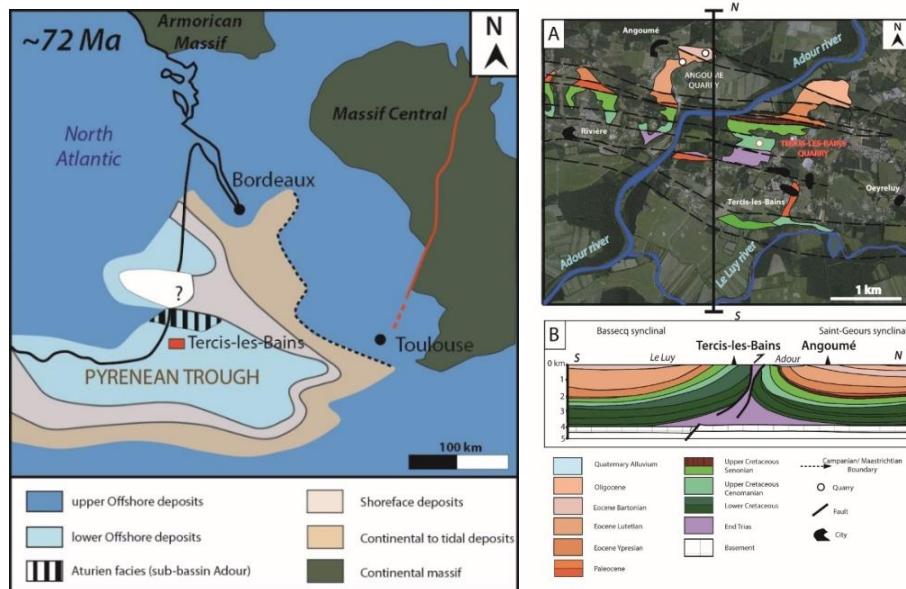 ~72 Ma
Armorican
Massif
N
Massif Central
North
Atlantic
Bordeaux
?
Toulouse
Tercis-les-Bains
PYRENEAN TROUGH
100 km
upper Offshore deposits
lower Offshore deposits
Aturien facies (sub-bassin Adour)
Shoreface deposits
Continental to tidal deposits
Continental massif
A
N
N
Angoumé
ANGOUME
QUARRY
Adour river
Rivière
TERCIS-LES-BAINS
QUARRY
Tercis-les-Bains
Oeyreluy
Adour river
Le Luy river
1 km
S
B
Bassecq synclinal
Saint-Geours synclinal
Tercis-les-Bains
Angoumé
S
Le Luy
Adour
N
0 km
1
2
3
4
5
Quaternary Alluvium
Oligocene
Eocene Bartonian
Eocene Lutetian
Eocene Ypresian
Paleocene
Upper Cretaceous
Senonian
Upper Cretaceous
Cenomanian
Lower Cretaceous
End Trias
Basement
Campanian/ Maastrichtian
Boundary
Quarry
Fault
City